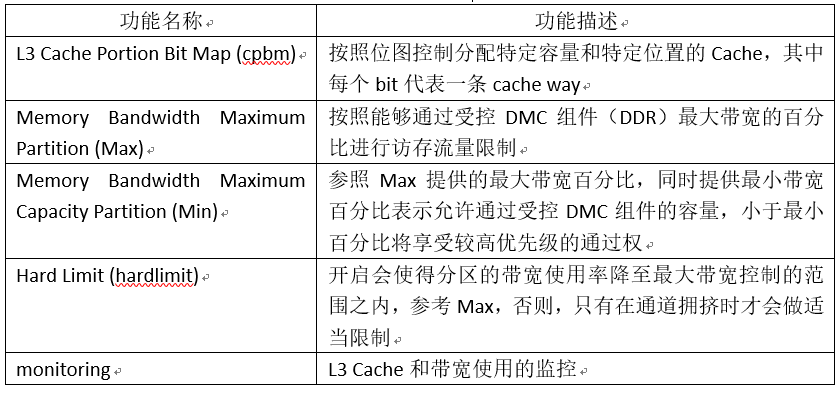 功能名称
功能描述
L3 Cache Portion Bit Map (cpbm)
按照位图控制分配特定容量和特定位置的 Cache，其中
每个 bit 代表一条 cache way
Memory Bandwidth Maximum
Partition (Max)
按照能够通过受控 DMC 组件（DDR）最大带宽的百分
比进行访存流量限制
Memory Bandwidth Maximum
Capacity Partition (Min)
参照 Max 提供的最大带宽百分比，同时提供最小带宽
百分比表示允许通过受控 DMC 组件的容量，小于最小
百分比将享受较高优先级的通过权
Hard Limit (hardlimit)
开启会使得分区的带宽使用率降至最大带宽控制的范
围之内，参考 Max，否则，只有在通道拥挤时才会做适
当限制
monitoring
L3 Cache 和带宽使用的监控